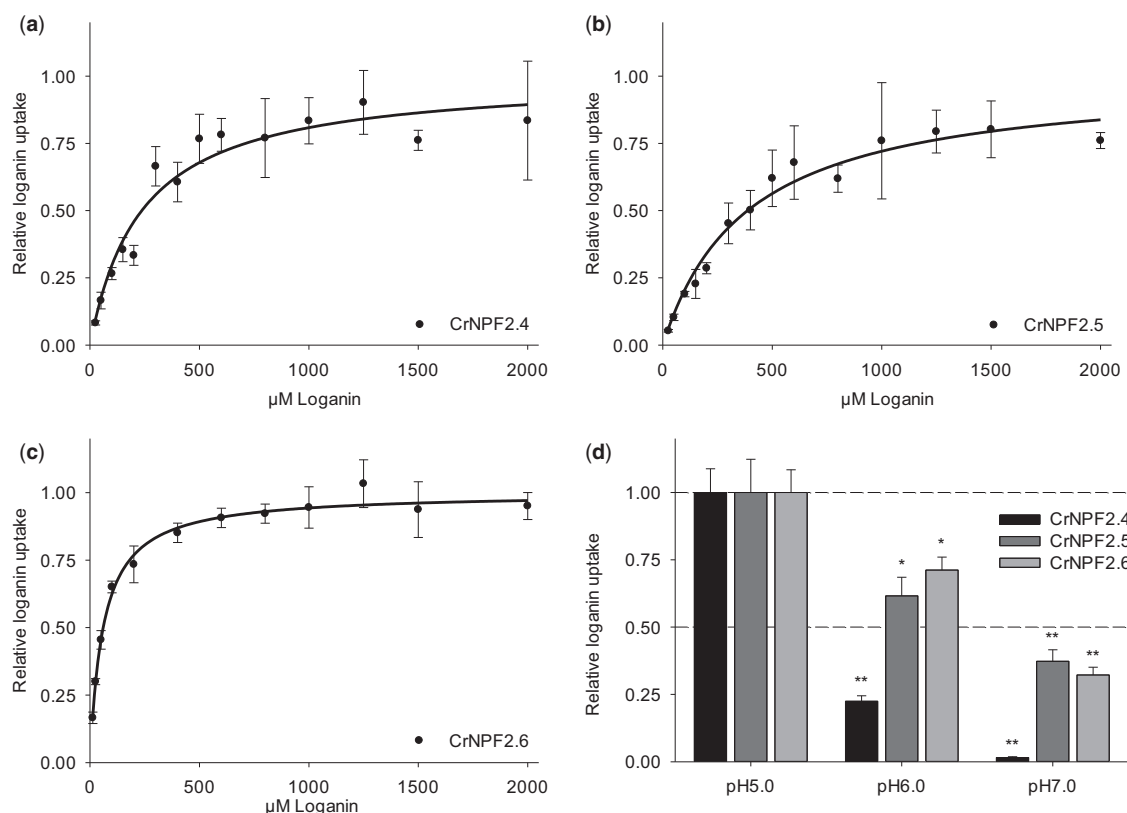 (a)
Relative loganin uptake
1.00
0.75
0.50
0.25
0.00
CrNPF2.4
0 500 1000 1500 2000
µM Loganin
(b)
Relative loganin uptake
1.00
0.75
0.50
0.25
0.00
CrNPF2.5
0 500 1000 1500 2000
µM Loganin
(c)
Relative loganin uptake
1.00
0.75
0.50
0.25
0.00
CrNPF2.6
0 500 1000 1500 2000
µM Loganin
(d)
Relative loganin uptake
1.00
0.75
0.50
0.25
0.00
CrNPF2.4
CrNPF2.5
CrNPF2.6
** * *
** ** **
pH5.0 pH6.0 pH7.0